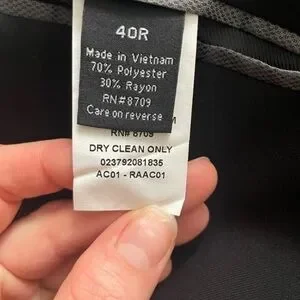 40R
Made in Vietnam
70% Polyester
30% Rayon
RN#8709
Care on reverse
M
RN# 8709
DRY CLEAN ONLY
023792081835
AC01 - RAAC01